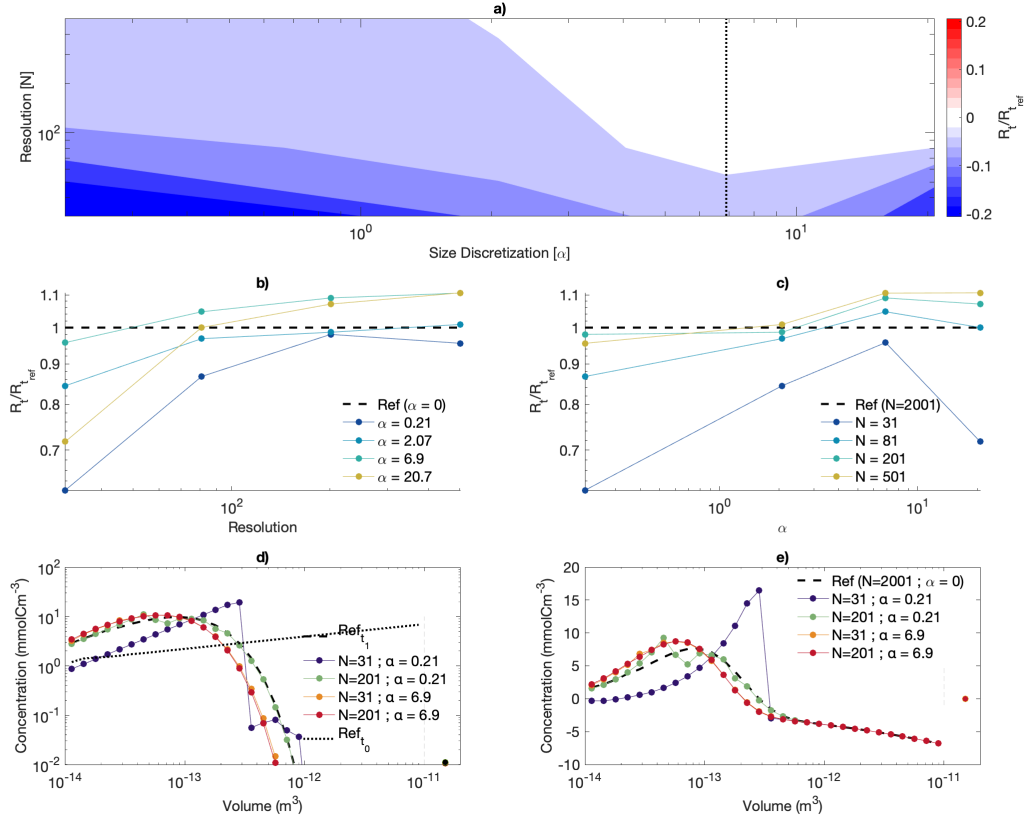 a)
Resolution [N]
10²
10⁰
10¹
Size Discretization [α]
0.2
0.1
0
-0.1
-0.2
R_t/R_t_ref
b)
R_t/R_t_ref
1.1
1
0.9
0.8
0.7
Ref (α = 0)
α = 0.21
α = 2.07
α = 6.9
α = 20.7
10²
Resolution
c)
R_t/R_t_ref
1.1
1
0.9
0.8
0.7
Ref (N=2001)
N = 31
N = 81
N = 201
N = 501
10⁰
10¹
α
d)
Concentration (mmolCm⁻³)
10²
10¹
10⁰
10⁻¹
10⁻²
Ref_t₁
N=31 ; α = 0.21
N=201 ; α = 0.21
N=31 ; α = 6.9
N=201 ; α = 6.9
Ref_t₀
10⁻¹⁴
10⁻¹³
10⁻¹²
10⁻¹¹
Volume (m³)
e)
Concentration (mmolCm⁻³)
20
15
10
5
0
-5
-10
Ref (N=2001 ; α = 0)
N=31 ; α = 0.21
N=201 ; α = 0.21
N=31 ; α = 6.9
N=201 ; α = 6.9
10⁻¹⁴
10⁻¹³
10⁻¹²
10⁻¹¹
Volume (m³)